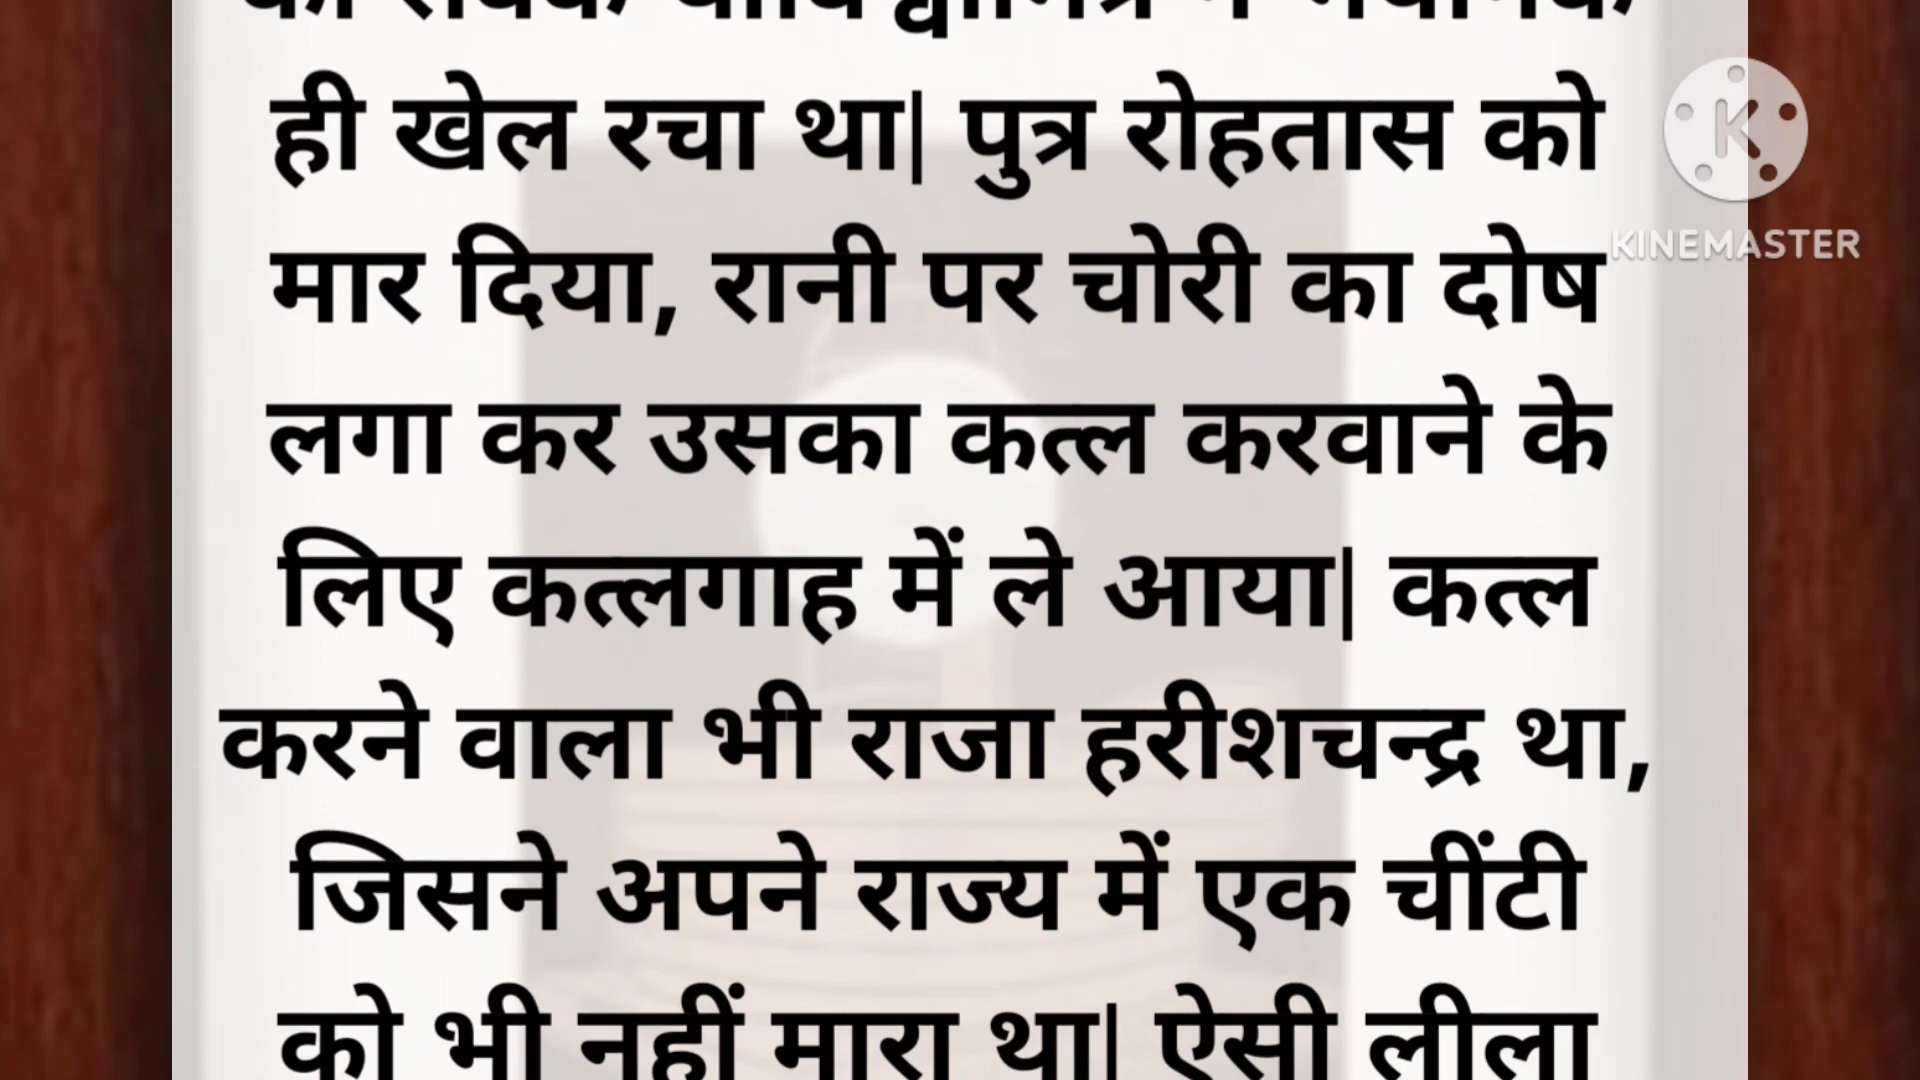 ही खेल रचा था| पुत्र रोहतास को
मार दिया, रानी पर चोरी का दोष
लगा कर उसका कत्ल करवाने के
लिए कत्लगाह में ले आया| कत्ल
करने वाला भी राजा हरीशचन्द्र था,
जिसने अपने राज्य में एक चींटी
को भी नहीं मारा था| ऐसी लीला
K
KINEMASTER